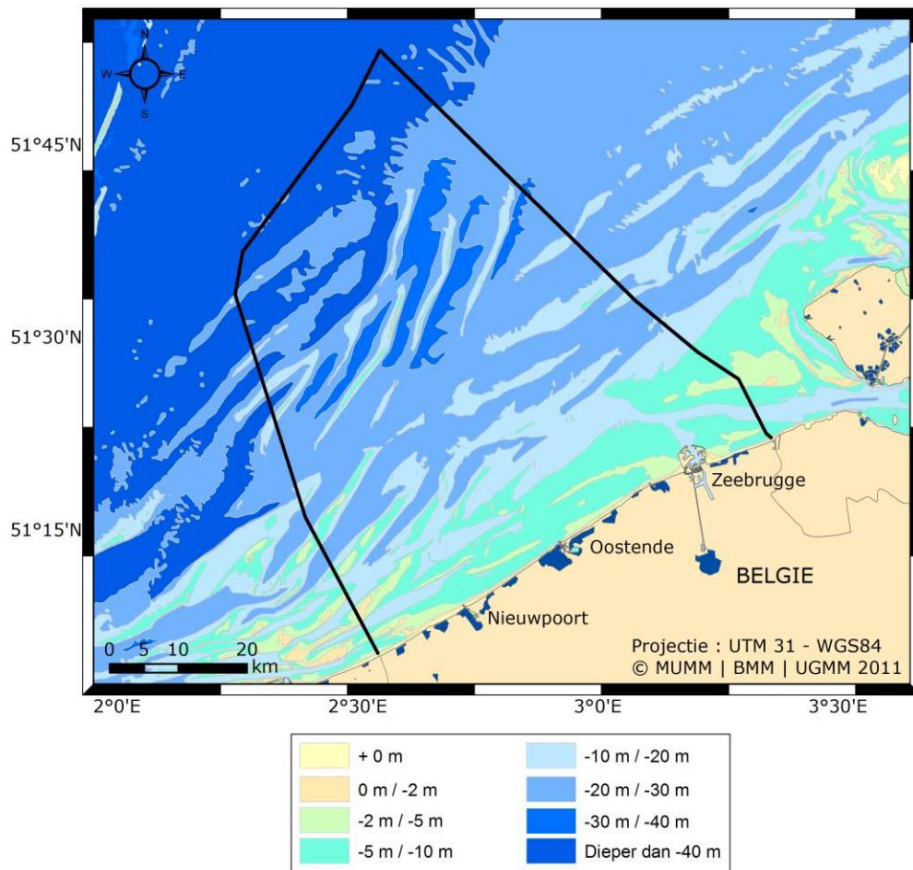 N
W E
S
51°45'N
51°30'N
51°15'N
Zeebrugge
Oostende
BELGIE
Nieuwpoort
0 5 10 20
km
Projectie : UTM 31 - WGS84
© MUMM | BMM | UGMM 2011
2°0'E 2°30'E 3°0'E 3°30'E
+ 0 m
0 m / -2 m
-2 m / -5 m
-5 m / -10 m
-10 m / -20 m
-20 m / -30 m
-30 m / -40 m
Dieper dan -40 m